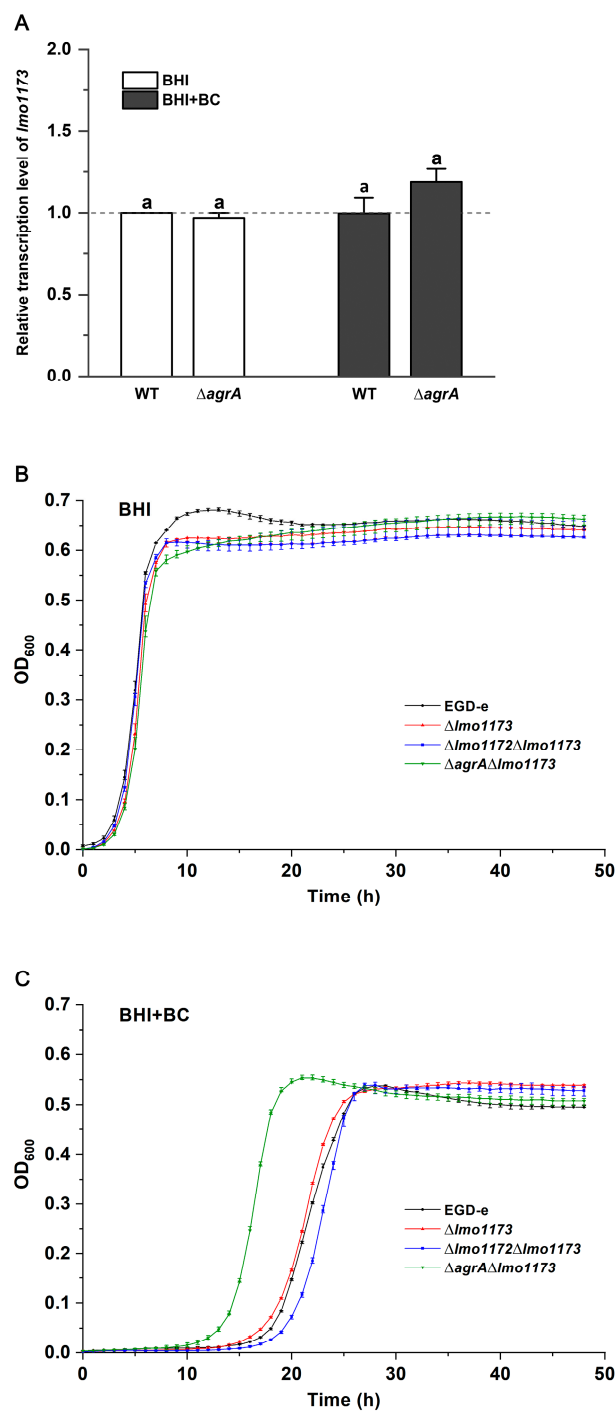 A
Relative transcription level of lmo1173
2.0
1.5
1.0
0.5
0.0
BHI
BHI+BC
a
a
a
a
WT
ΔagrA
WT
ΔagrA
B
BHI
OD600
0.7
0.6
0.5
0.4
0.3
0.2
0.1
0.0
EGD-e
Δlmo1173
Δlmo1172Δlmo1173
ΔagrAΔlmo1173
0 10 20 30 40 50
Time (h)
C
BHI+BC
OD600
0.7
0.6
0.5
0.4
0.3
0.2
0.1
0.0
EGD-e
Δlmo1173
Δlmo1172Δlmo1173
ΔagrAΔlmo1173
0 10 20 30 40 50
Time (h)